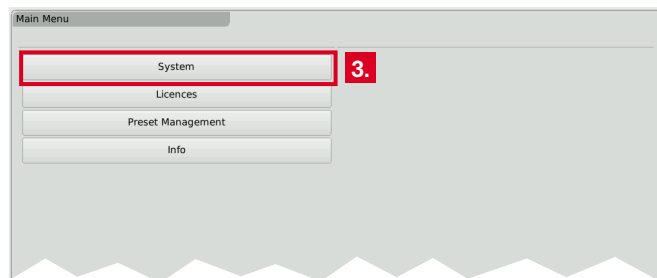 Main Menu
System
3.
Licences
Preset Management
Info